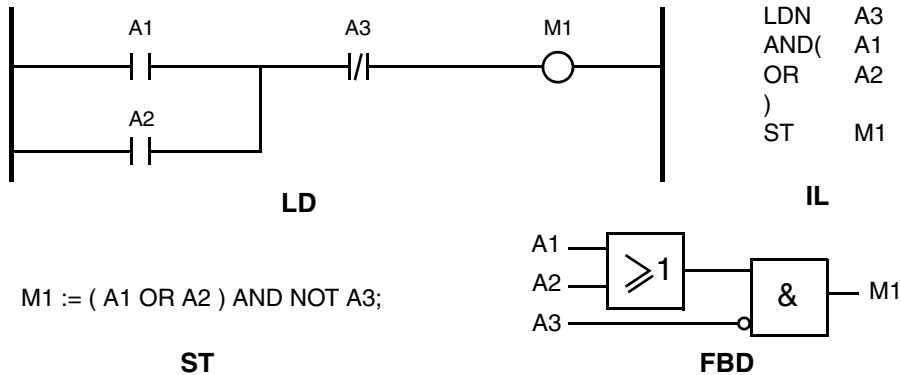 A1 A3 M1
A2
LD
LDN A3
AND( A1
OR A2
)
ST M1
IL
M1 := ( A1 OR A2 ) AND NOT A3;
ST
A1
A2
A3
≥1
&
M1
FBD